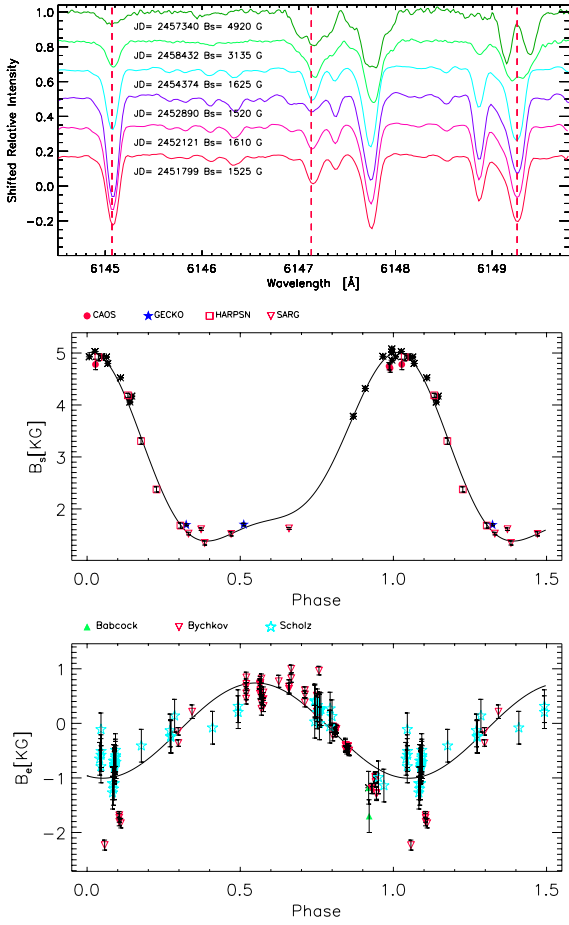 1.0
JD= 2457340 Bs= 4920 G
0.8
JD= 2458432 Bs= 3135 G
0.6
JD= 2454374 Bs= 1625 G
0.4
JD= 2452890 Bs= 1520 G
0.2
JD= 2452121 Bs= 1610 G
JD= 2451799 Bs= 1525 G
0.0
-0.2
Shifted Relative Intensity
6145 6146 6147 6148 6149
Wavelength [Å]
CAOS GECKO HARPSN SARG
5
4
3
2
Bs[KG]
0.0 0.5 1.0 1.5
Phase
Babcock Bychkov Scholz
1
0
-1
-2
Be[KG]
0.0 0.5 1.0 1.5
Phase